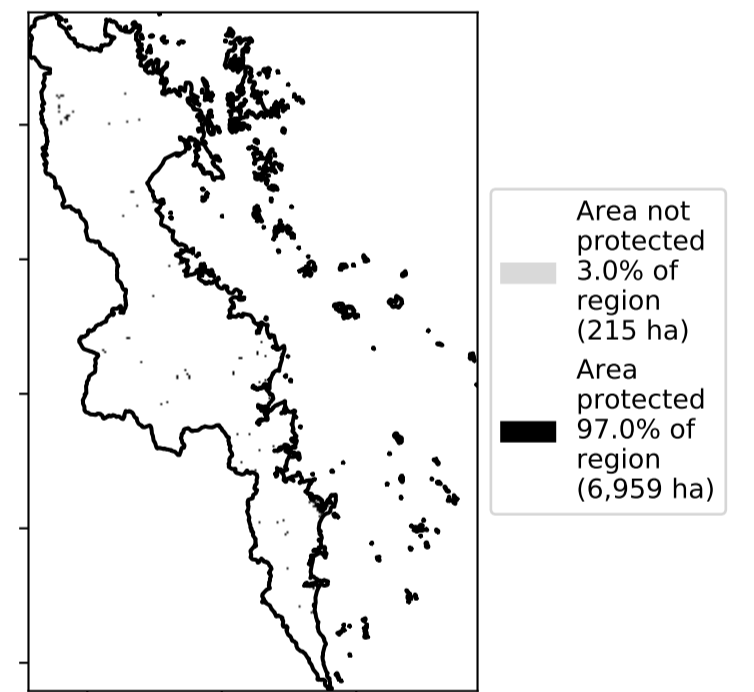 Area not
protected
3.0% of
region
(215 ha)
Area
protected
97.0% of
region
(6,959 ha)